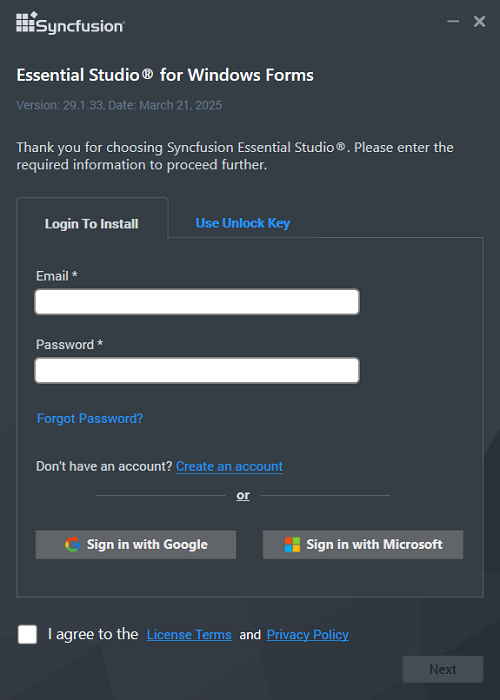 Syncfusion®
Essential Studio® for Windows Forms
Version: 29.1.33, Date: March 21, 2025
Thank you for choosing Syncfusion Essential Studio®. Please enter the
required information to proceed further.
Login To Install
Use Unlock Key
Email *
Password *
Forgot Password?
Don't have an account? Create an account
or
Sign in with Google
Sign in with Microsoft
I agree to the License Terms and Privacy Policy
Next